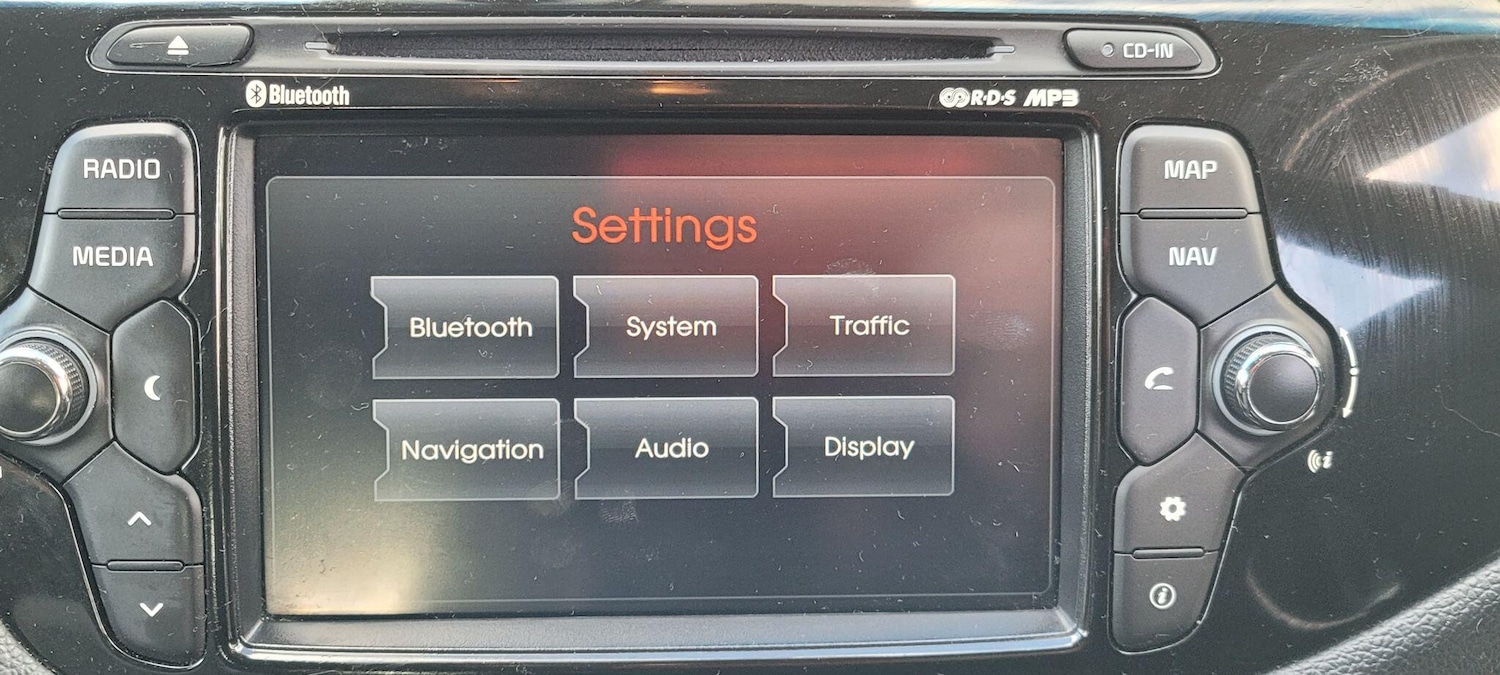 CD-IN
Bluetooth
R·D·S MP3
RADIO
MAP
MEDIA
NAV
Settings
Bluetooth
System
Traffic
Navigation
Audio
Display